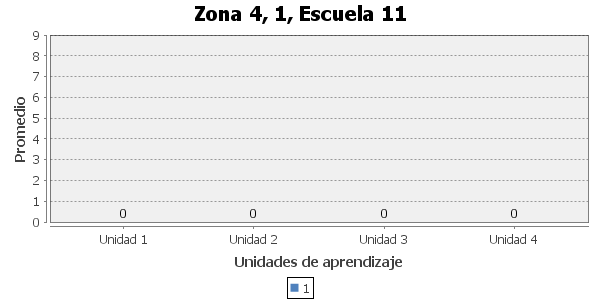 Zona 4, 1, Escuela 11
Promedio
9
8
7
6
5
4
3
2
1
0
0 0 0 0
Unidad 1 Unidad 2 Unidad 3 Unidad 4
Unidades de aprendizaje
1